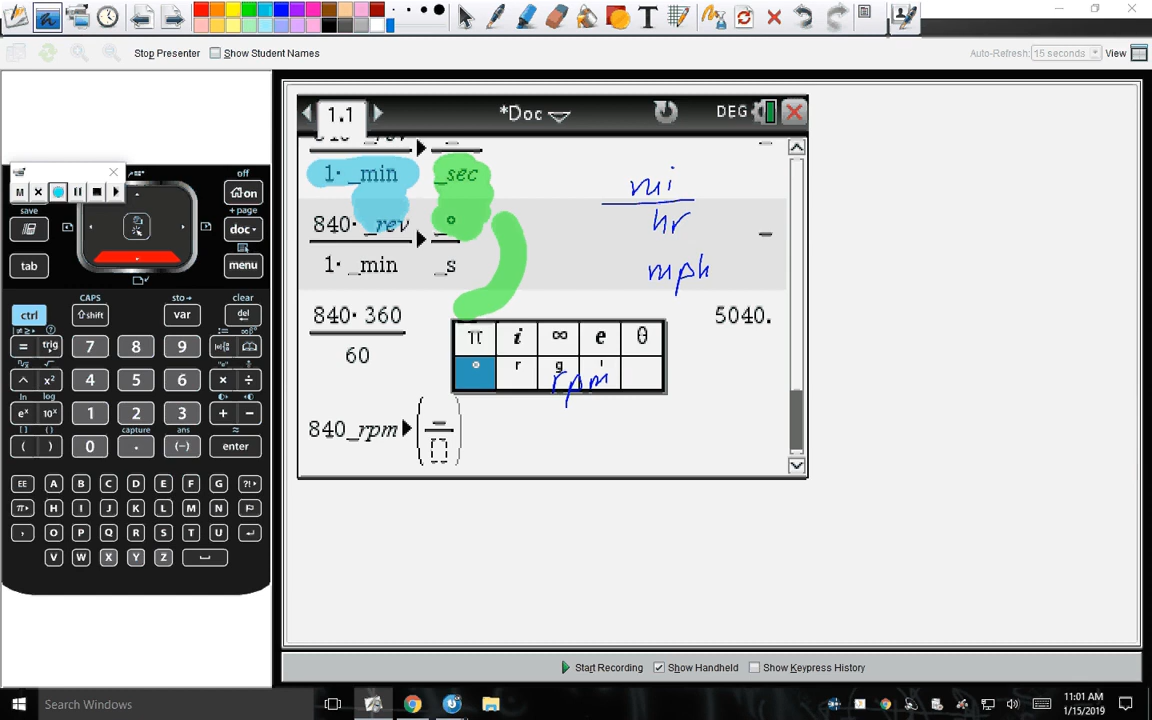 Stop Presenter Show Student Names Auto-Refresh: 15 seconds View
1.1 *Doc DEG
1·_min _sec
840·_rev _°
1·_min _s
mi
hr
mph
840·360 5040.
60
π i ∞ e θ
° r g '
rpm
840_rpm
M
off
on
save
+ page
doc
tab
menu
CAPS sto→ clear
ctrl shift var del
= trig 7 8 9
^ x² 4 5 6 × ÷
ln log
eˣ 10ˣ 1 2 3 + −
capture ans ≈
( ) 0 . (−) enter
EE A B C D E F G ?!
π H I J K L M N
, O P Q R S T U
V W X Y Z
Start Recording Show Handheld Show Keypress History
Search Windows
11:01 AM
1/15/2019